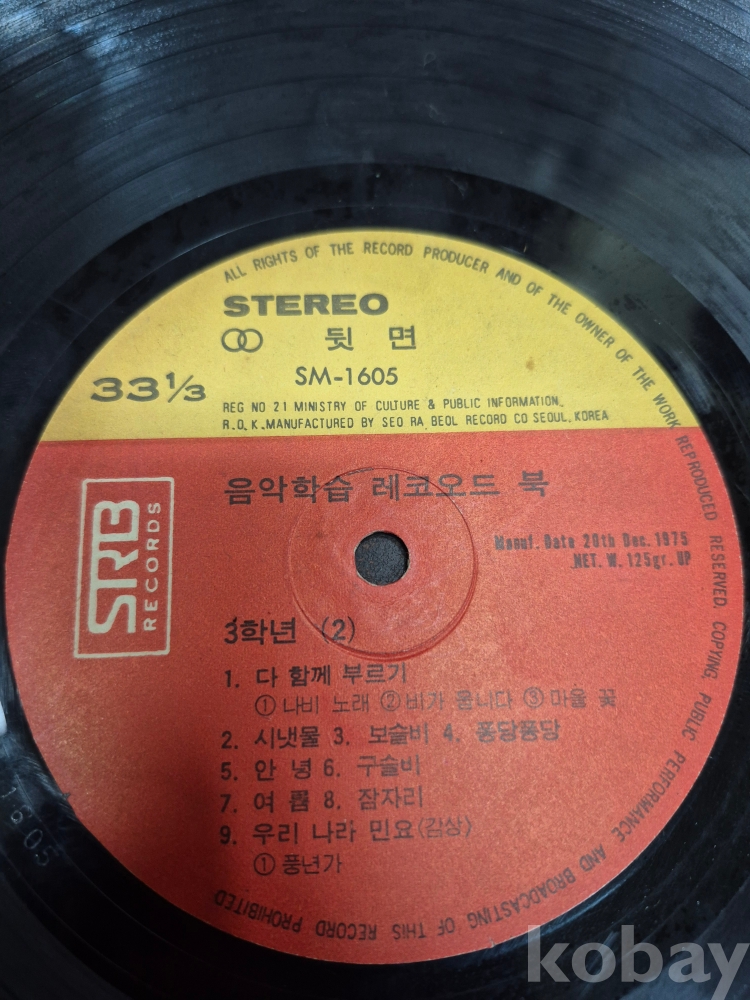 ALL RIGHTS OF THE RECORD PRODUCER AND OF THE OWNER OF THE WORK REPRODUCED RESERVED. COPYING, PUBLIC PERFORMANCE AND BROADCASTING OF THIS RECORD PROHIBITED
STEREO
뒷 면
SM-1605
33 1/3
REG NO 21 MINISTRY OF CULTURE & PUBLIC INFORMATION.
R.O.K.MANUFACTURED BY SEO RA BEOL RECORD CO SEOUL, KOREA
음악학습 레코오드 북
SRB
RECORDS
Manuf. Date 20th Dec. 1975
NET. W. 125gr. UP
3학년 (2)
1. 다 함께 부르기
① 나비 노래 ② 비가 옵니다 ③ 마을 꽃
2. 시냇물 3. 보슬비 4. 퐁당퐁당
5. 안 녕 6. 구슬비
7. 여 름 8. 잠자리
9. 우리 나라 민요(감상)
① 풍년가
1605
kobay